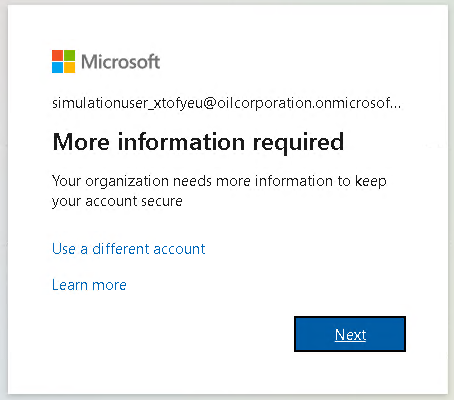 Microsoft
simulationuser_xtofyeu@oilcorporation.onmicrosof...
More information required
Your organization needs more information to keep
your account secure
Use a different account
Learn more
Next